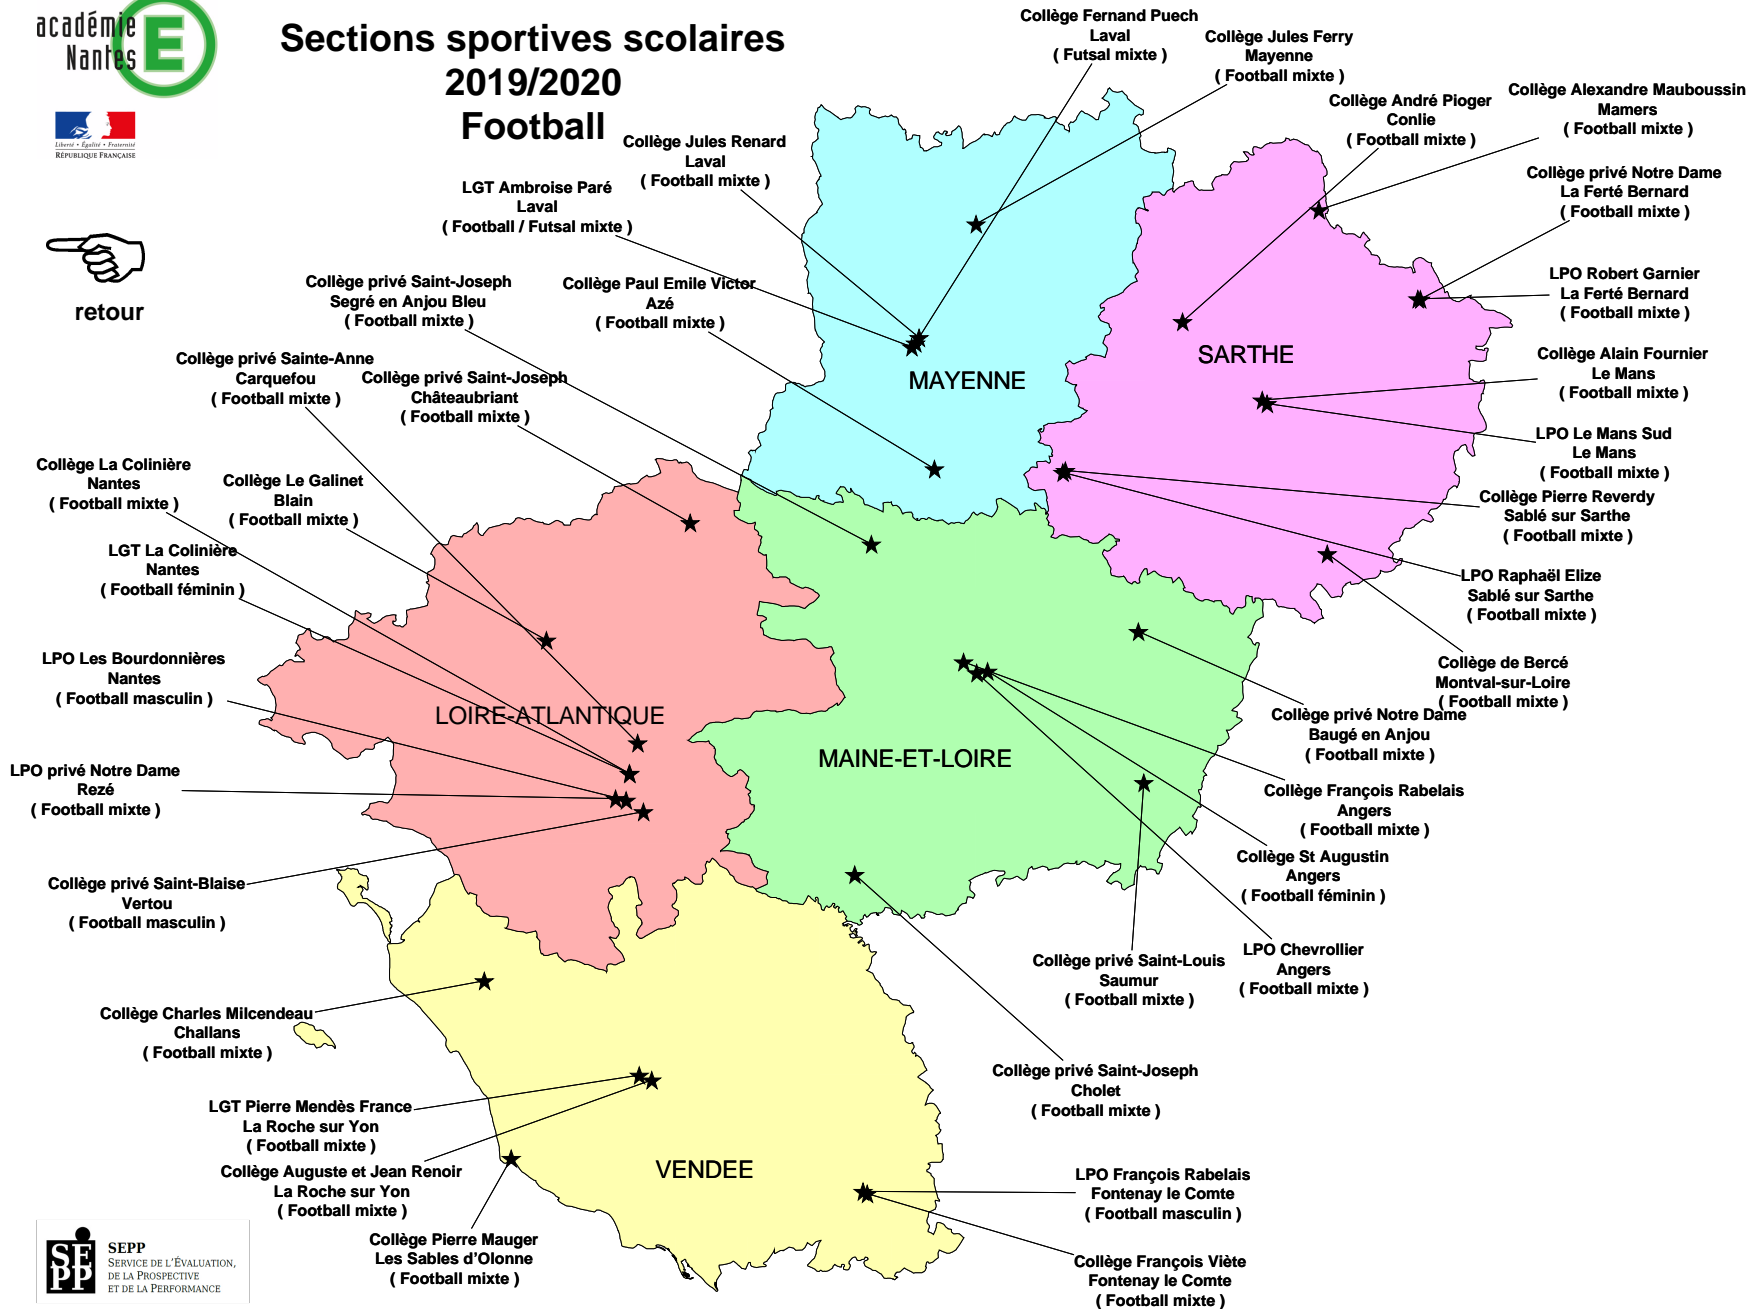 académie
Nantes
E
Liberté • Égalité • Fraternité
RÉPUBLIQUE FRANÇAISE
Sections sportives scolaires
2019/2020
Football
retour
Collège Fernand Puech
Laval
( Futsal mixte )
Collège Jules Ferry
Mayenne
( Football mixte )
Collège André Pioger
Conlie
( Football mixte )
Collège Alexandre Mauboussin
Mamers
( Football mixte )
Collège Jules Renard
Laval
( Football mixte )
LGT Ambroise Paré
Laval
( Football / Futsal mixte )
Collège privé Notre Dame
La Ferté Bernard
( Football mixte )
Collège privé Saint-Joseph
Segré en Anjou Bleu
( Football mixte )
Collège Paul Emile Victor
Azé
( Football mixte )
LPO Robert Garnier
La Ferté Bernard
( Football mixte )
Collège privé Sainte-Anne
Carquefou
( Football mixte )
Collège privé Saint-Joseph
Châteaubriant
( Football mixte )
MAYENNE
SARTHE
Collège Alain Fournier
Le Mans
( Football mixte )
LPO Le Mans Sud
Le Mans
( Football mixte )
Collège La Colinière
Nantes
( Football mixte )
Collège Le Galinet
Blain
( Football mixte )
Collège Pierre Reverdy
Sablé sur Sarthe
( Football mixte )
LGT La Colinière
Nantes
( Football féminin )
LPO Raphaël Elize
Sablé sur Sarthe
( Football mixte )
LPO Les Bourdonnières
Nantes
( Football masculin )
Collège de Bercé
Montval-sur-Loire
( Football mixte )
LOIRE-ATLANTIQUE
MAINE-ET-LOIRE
Collège privé Notre Dame
Baugé en Anjou
( Football mixte )
LPO privé Notre Dame
Rezé
( Football mixte )
Collège François Rabelais
Angers
( Football mixte )
Collège St Augustin
Angers
( Football féminin )
Collège privé Saint-Blaise
Vertou
( Football masculin )
LPO Chevrollier
Angers
( Football mixte )
Collège privé Saint-Louis
Saumur
( Football mixte )
Collège Charles Milcendeau
Challans
( Football mixte )
Collège privé Saint-Joseph
Cholet
( Football mixte )
LGT Pierre Mendès France
La Roche sur Yon
( Football mixte )
Collège Auguste et Jean Renoir
La Roche sur Yon
( Football mixte )
VENDEE
LPO François Rabelais
Fontenay le Comte
( Football masculin )
Collège Pierre Mauger
Les Sables d'Olonne
( Football mixte )
Collège François Viète
Fontenay le Comte
( Football mixte )
SEPP
SEPP
SERVICE DE L'ÉVALUATION,
DE LA PROSPECTIVE
ET DE LA PERFORMANCE